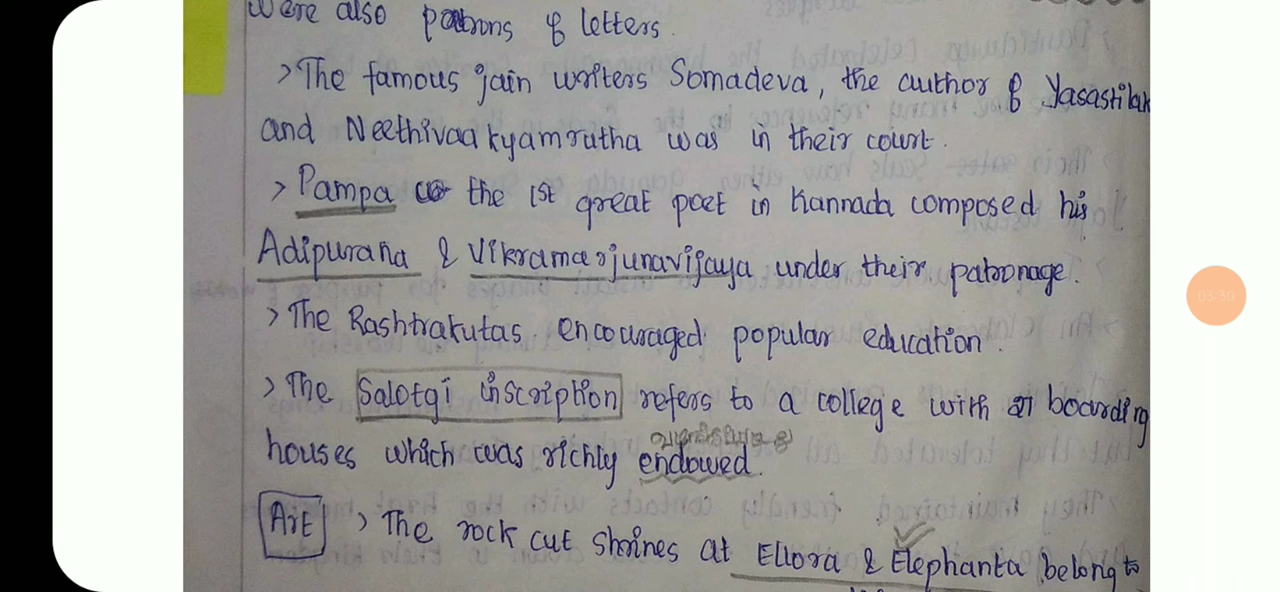 were also patrons of letters.
> The famous jain writers Somadeva, the author of Yasastilak
and Neethivaakyamrutha was in their court.
> Pampa the 1st great poet in Kannada composed his
Adipurana & Vikramarjunavijaya under their patronage.
> The Rashtrakutas encouraged popular education.
> The Salotgi inscription refers to a college with boarding
houses which was richly endowed.
Art > The rock cut shrines at Ellora & Elephanta belong to
03:30